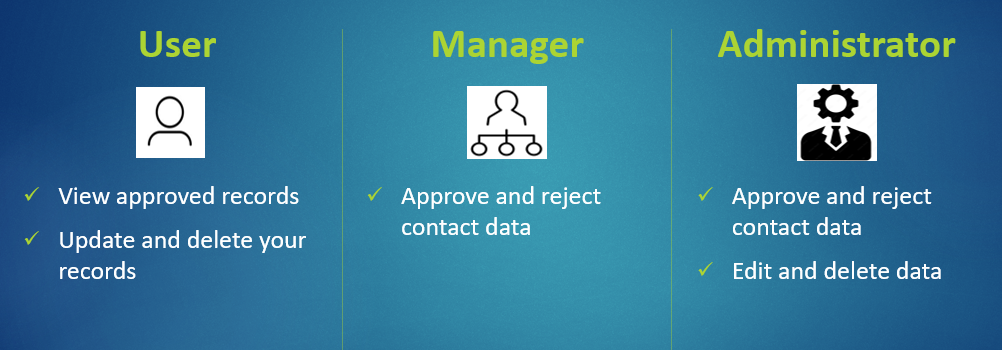 User
View approved records
Update and delete your
records
Manager
Approve and reject
contact data
Administrator
Approve and reject
contact data
Edit and delete data